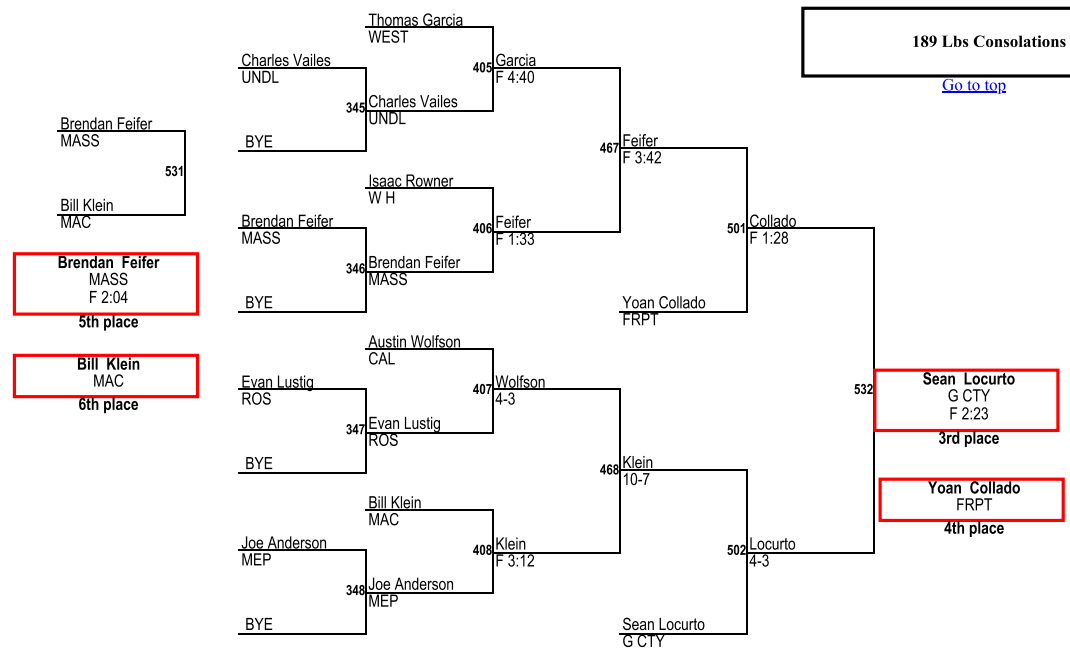 189 Lbs Consolations
Go to top
Thomas Garcia
WEST
Charles Vailes
UNDL
405
Garcia
F 4:40
345
Charles Vailes
UNDL
BYE
Brendan Feifer
MASS
531
Bill Klein
MAC
467
Feifer
F 3:42
Isaac Rowner
W H
Brendan Feifer
MASS
406
Feifer
F 1:33
501
Collado
F 1:28
346
Brendan Feifer
MASS
BYE
Yoan Collado
FRPT
Brendan Feifer
MASS
F 2:04
5th place
Bill Klein
MAC
6th place
Austin Wolfson
CAL
Evan Lustig
ROS
407
Wolfson
4-3
347
Evan Lustig
ROS
BYE
532
Sean Locurto
G CTY
F 2:23
3rd place
468
Klein
10-7
Yoan Collado
FRPT
4th place
Bill Klein
MAC
Joe Anderson
MEP
408
Klein
F 3:12
502
Locurto
4-3
348
Joe Anderson
MEP
BYE
Sean Locurto
G CTY